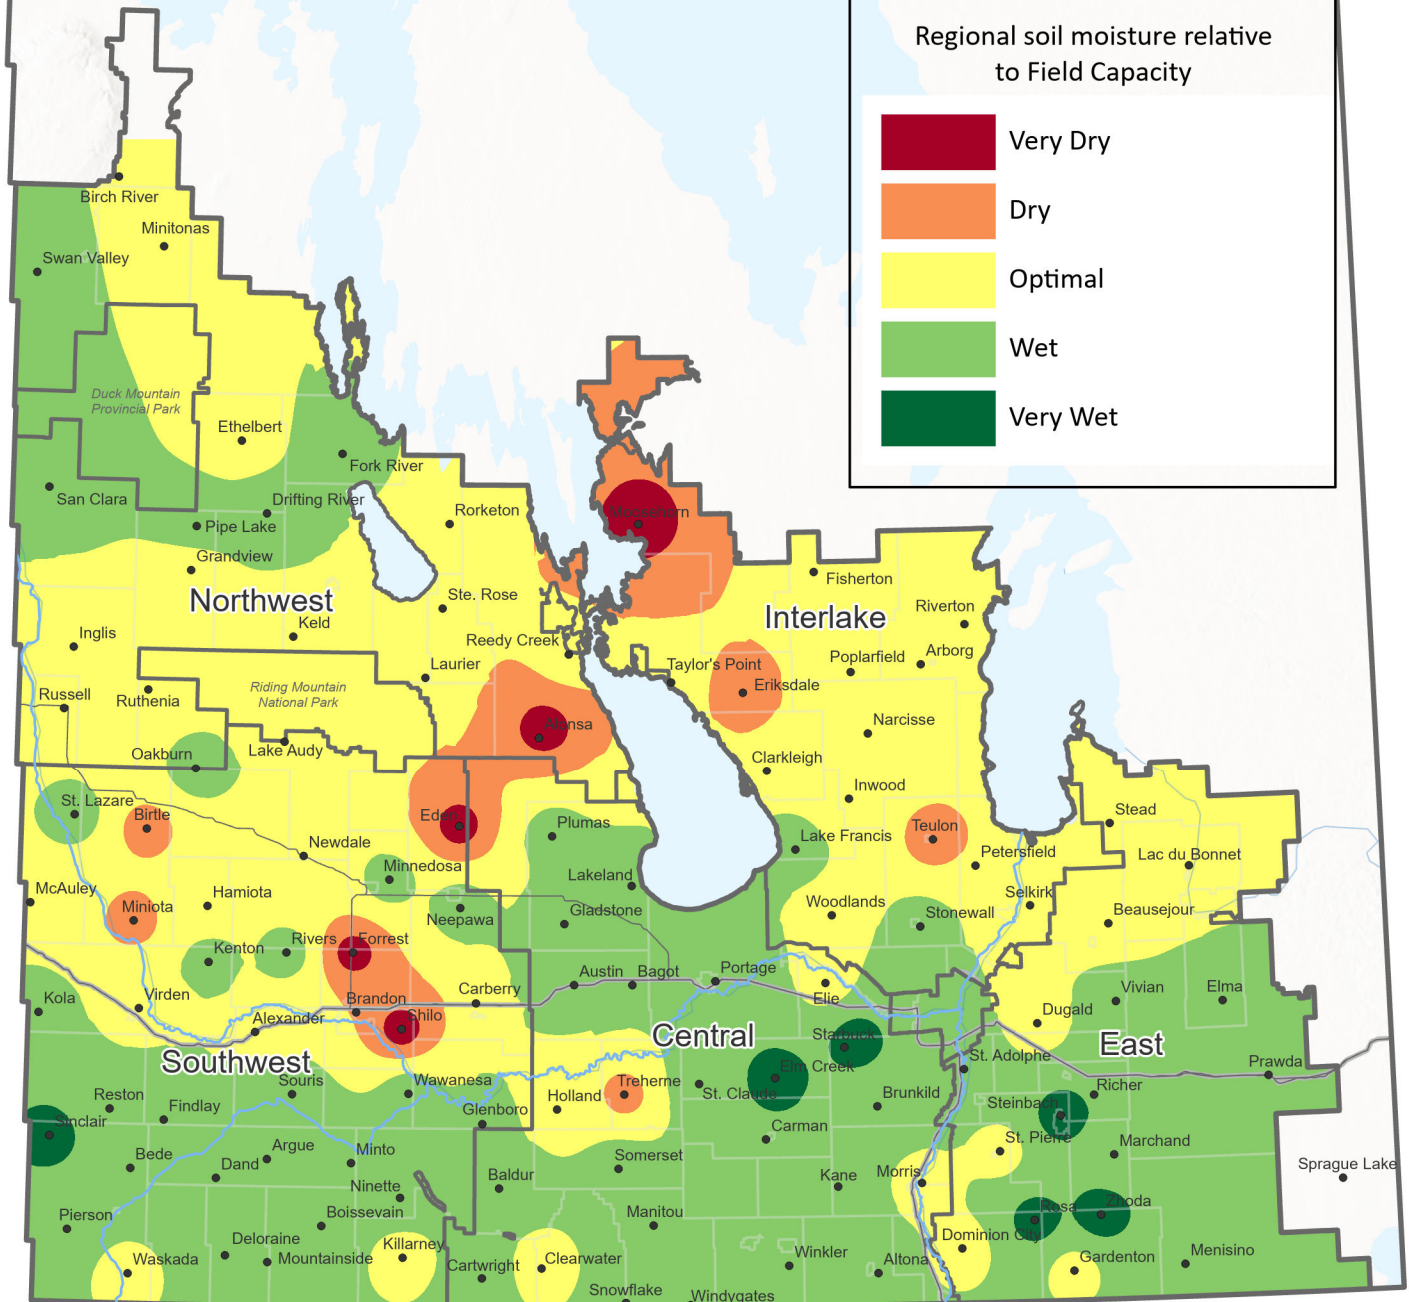 Regional soil moisture relative
to Field Capacity
Very Dry
Dry
Optimal
Wet
Very Wet
Birch River
Minitonas
Swan Valley
Duck Mountain
Provincial Park
Ethelbert
Fork River
San Clara
Drifting River
Pipe Lake
Rorketon
Moosehorn
Grandview
Fisherton
Northwest
Ste. Rose
Interlake
Riverton
Keld
Inglis
Reedy Creek
Poplarfield
Arborg
Laurier
Taylor's Point
Eriksdale
Russell
Ruthenia
Riding Mountain
National Park
Narcisse
Alonsa
Oakburn
Lake Audy
Clarkleigh
Inwood
St. Lazare
Birtle
Eden
Plumas
Stead
Lake Francis
Teulon
Newdale
Petersfield
Lac du Bonnet
Minnedosa
Lakeland
McAuley
Hamiota
Miniota
Neepawa
Gladstone
Woodlands
Stonewall
Selkirk
Beausejour
Kenton
Rivers
Forrest
Austin
Bagot
Portage
Kola
Virden
Brandon
Carberry
Elie
Vivian
Elma
Alexander
Shilo
Dugald
Central
Starbuck
East
Southwest
St. Adolphe
Prawda
Souris
Wawanesa
Treherne
Elm Creek
St. Claude
Richer
Reston
Findlay
Glenboro
Holland
Brunkild
Steinbach
Sinclair
Carman
St. Pierre
Marchand
Bede
Argue
Minto
Dand
Somerset
Baldur
Kane
Morris
Sprague Lake
Ninette
Pierson
Boissevain
Manitou
Rosa
Zhoda
Deloraine
Mountainside
Killarney
Dominion City
Waskada
Cartwright
Clearwater
Winkler
Altona
Gardenton
Menisino
Snowflake
Windygates